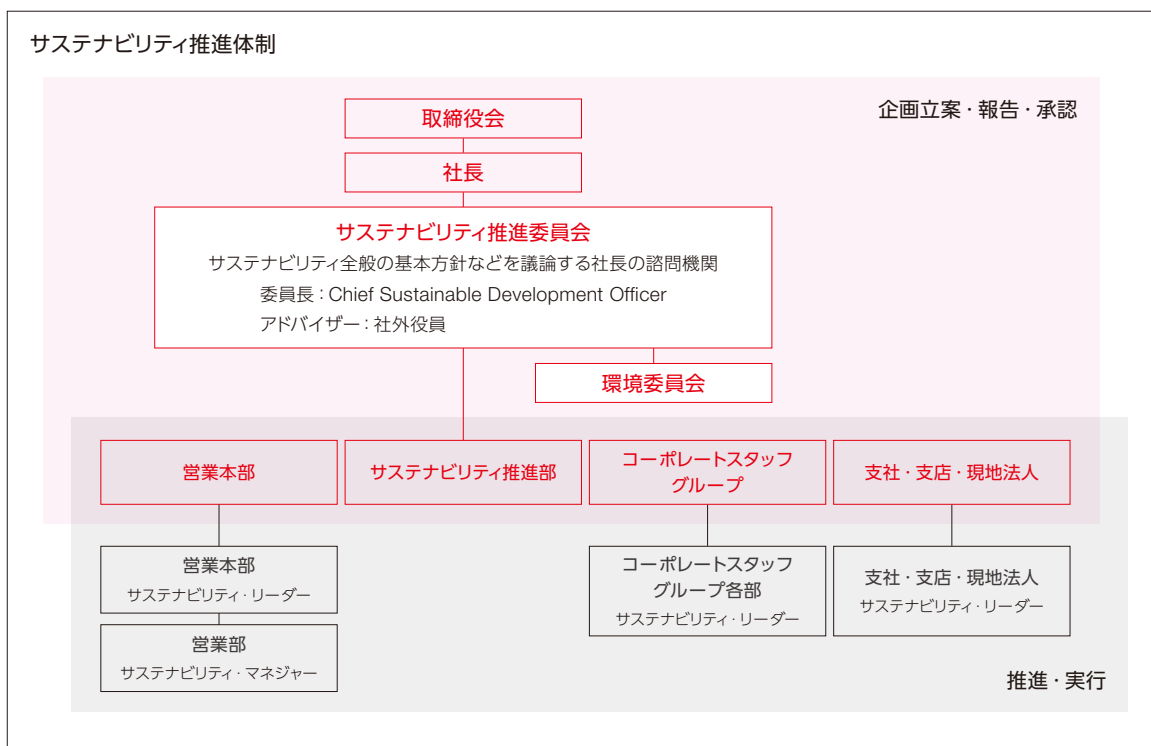 サステナビリティ推進体制
企画立案・報告・承認
取締役会
社長
サステナビリティ推進委員会
サステナビリティ全般の基本方針などを議論する社長の諮問機関
委員長：Chief Sustainable Development Officer
アドバイザー：社外役員
環境委員会
営業本部
サステナビリティ推進部
コーポレートスタッフ
グループ
支社・支店・現地法人
営業本部
サステナビリティ・リーダー
コーポレートスタッフ
グループ各部
サステナビリティ・リーダー
支社・支店・現地法人
サステナビリティ・リーダー
営業部
サステナビリティ・マネジャー
推進・実行